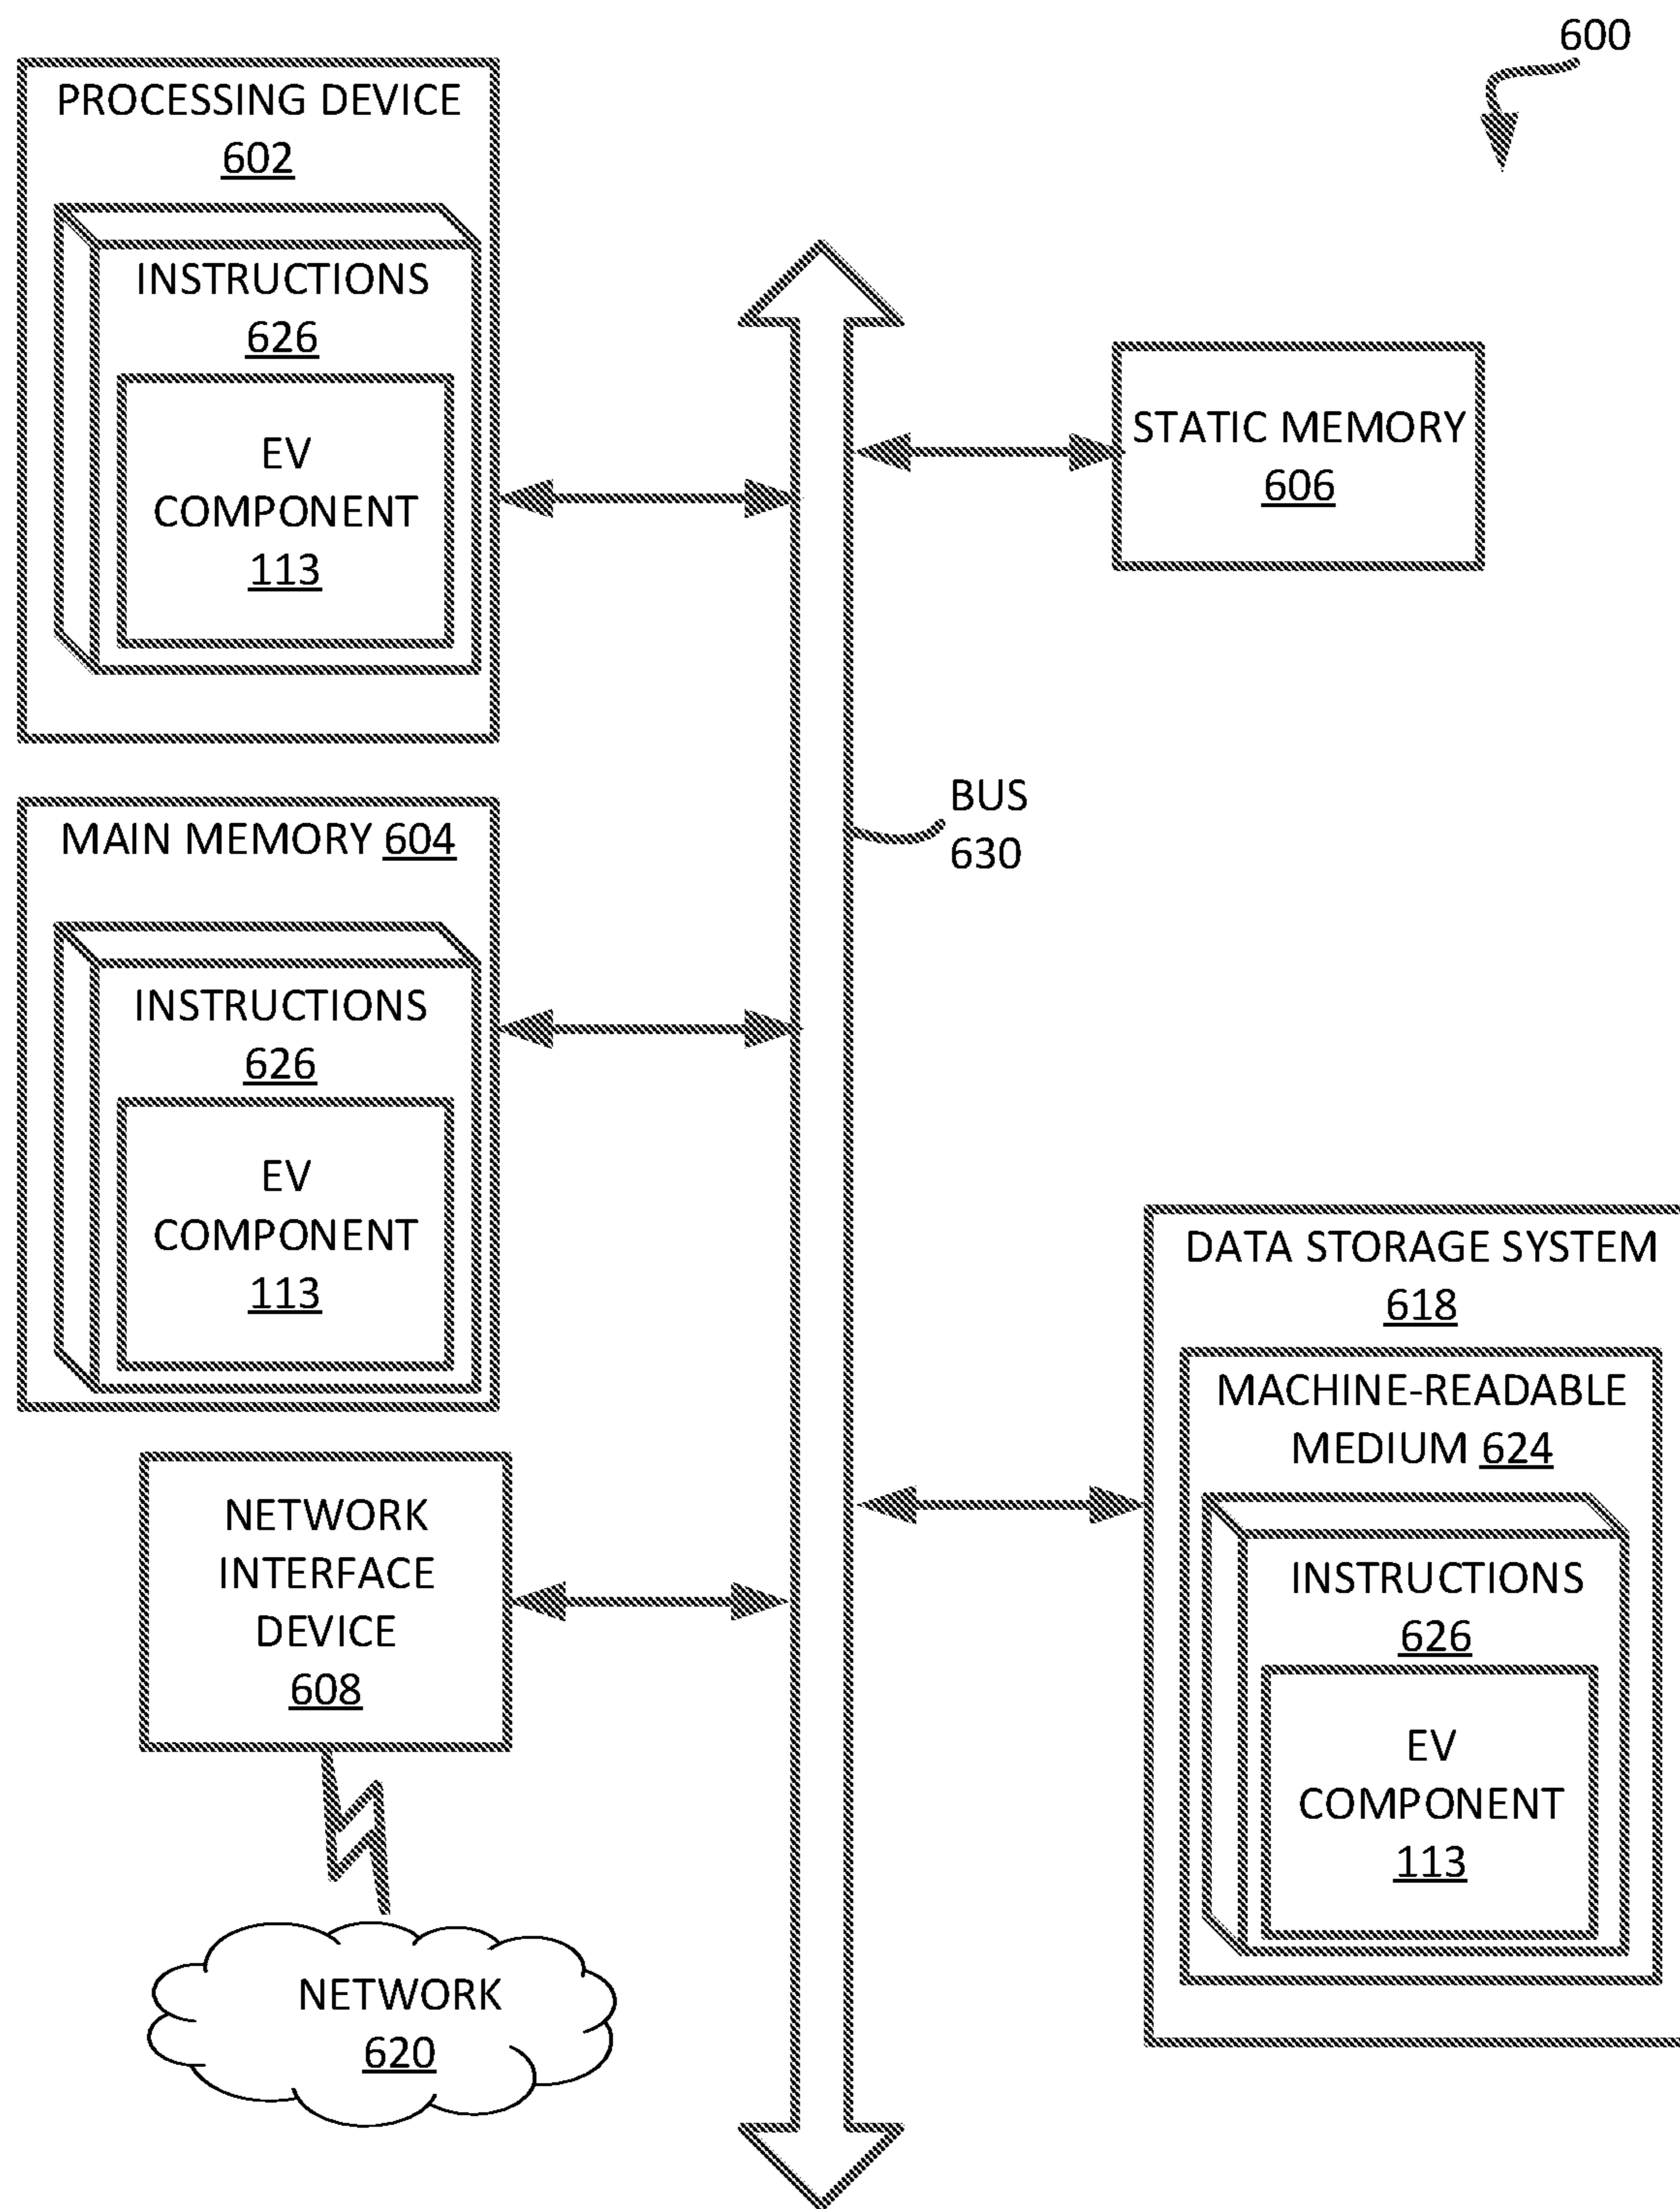 600
PROCESSING DEVICE
602
INSTRUCTIONS
626
EV
COMPONENT
113
STATIC MEMORY
606
BUS
630
MAIN MEMORY 604
INSTRUCTIONS
626
EV
COMPONENT
113
DATA STORAGE SYSTEM
618
MACHINE-READABLE
MEDIUM 624
INSTRUCTIONS
626
EV
COMPONENT
113
NETWORK
INTERFACE
DEVICE
608
NETWORK
620